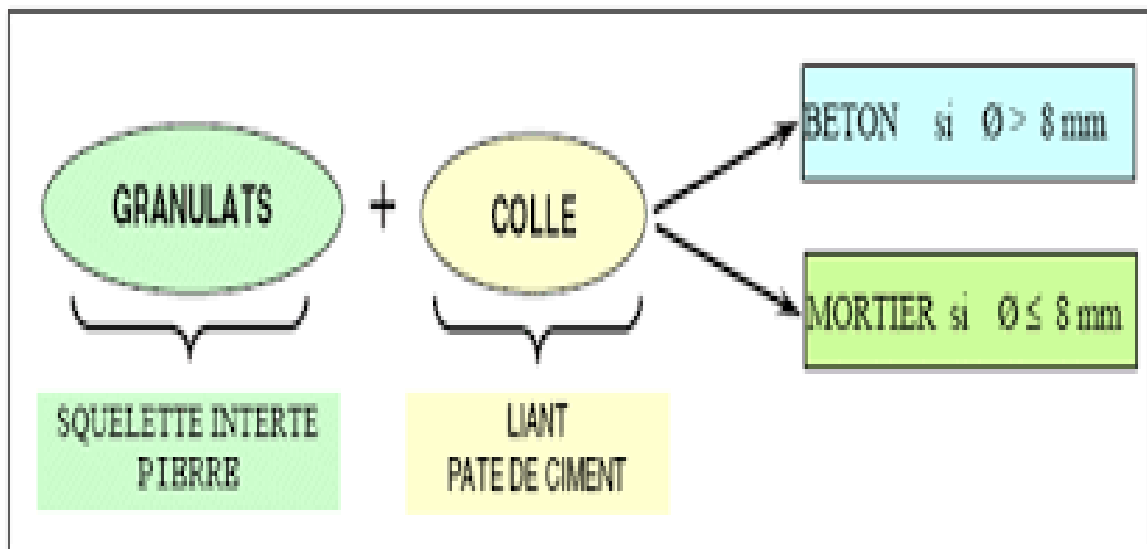 GRANULATS
+
COLLE
BETON si Ø > 8 mm
MORTIER si Ø ≤ 8 mm
SQUELETTE INTERTE
PIERRE
LIANT
PATE DE CIMENT